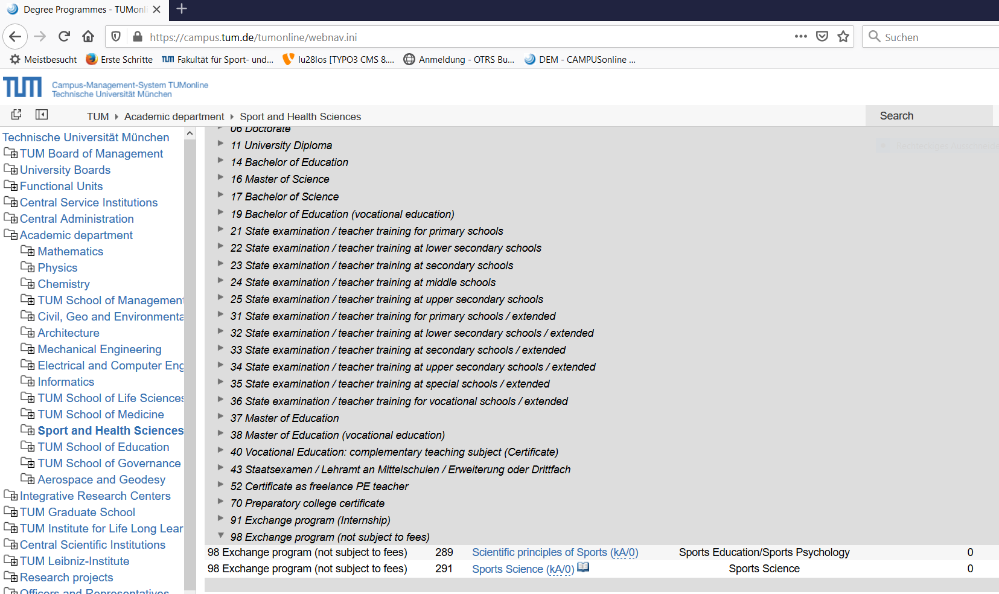 Degree Programmes - TUMonli
https://campus.tum.de/tumonline/webnav.ini
Suchen
Meistbesucht
Erste Schritte
TUM Fakultät für Sport- und...
lu28los [TYPO3 CMS 8....
Anmeldung - OTRS Bu...
DEM - CAMPUSonline ...
TUM
Campus-Management-System TUMonline
Technische Universität München
TUM
Academic department
Sport and Health Sciences
Search
Rechteckiges Ausschneide
Technische Universität München
TUM Board of Management
University Boards
Functional Units
Central Service Institutions
Central Administration
Academic department
Mathematics
Physics
Chemistry
TUM School of Management
Civil, Geo and Environmenta
Architecture
Mechanical Engineering
Electrical and Computer Eng
Informatics
TUM School of Life Sciences
TUM School of Medicine
Sport and Health Sciences
TUM School of Education
TUM School of Governance
Aerospace and Geodesy
Integrative Research Centers
TUM Graduate School
TUM Institute for Life Long Lear
Central Scientific Institutions
TUM Leibniz-Institute
Research projects
Officers and Representatives
06 Doctorate
11 University Diploma
14 Bachelor of Education
16 Master of Science
17 Bachelor of Science
19 Bachelor of Education (vocational education)
21 State examination / teacher training for primary schools
22 State examination / teacher training at lower secondary schools
23 State examination / teacher training at secondary schools
24 State examination / teacher training at middle schools
25 State examination / teacher training at upper secondary schools
31 State examination / teacher training for primary schools / extended
32 State examination / teacher training at lower secondary schools / extended
33 State examination / teacher training at secondary schools / extended
34 State examination / teacher training at upper secondary schools / extended
35 State examination / teacher training at special schools / extended
36 State examination / teacher training for vocational schools / extended
37 Master of Education
38 Master of Education (vocational education)
40 Vocational Education: complementary teaching subject (Certificate)
43 Staatsexamen / Lehramt an Mittelschulen / Erweiterung oder Drittfach
52 Certificate as freelance PE teacher
70 Preparatory college certificate
91 Exchange program (Internship)
98 Exchange program (not subject to fees)
98 Exchange program (not subject to fees) 289 Scientific principles of Sports (kA/0) Sports Education/Sports Psychology 0
98 Exchange program (not subject to fees) 291 Sports Science (kA/0) Sports Science 0